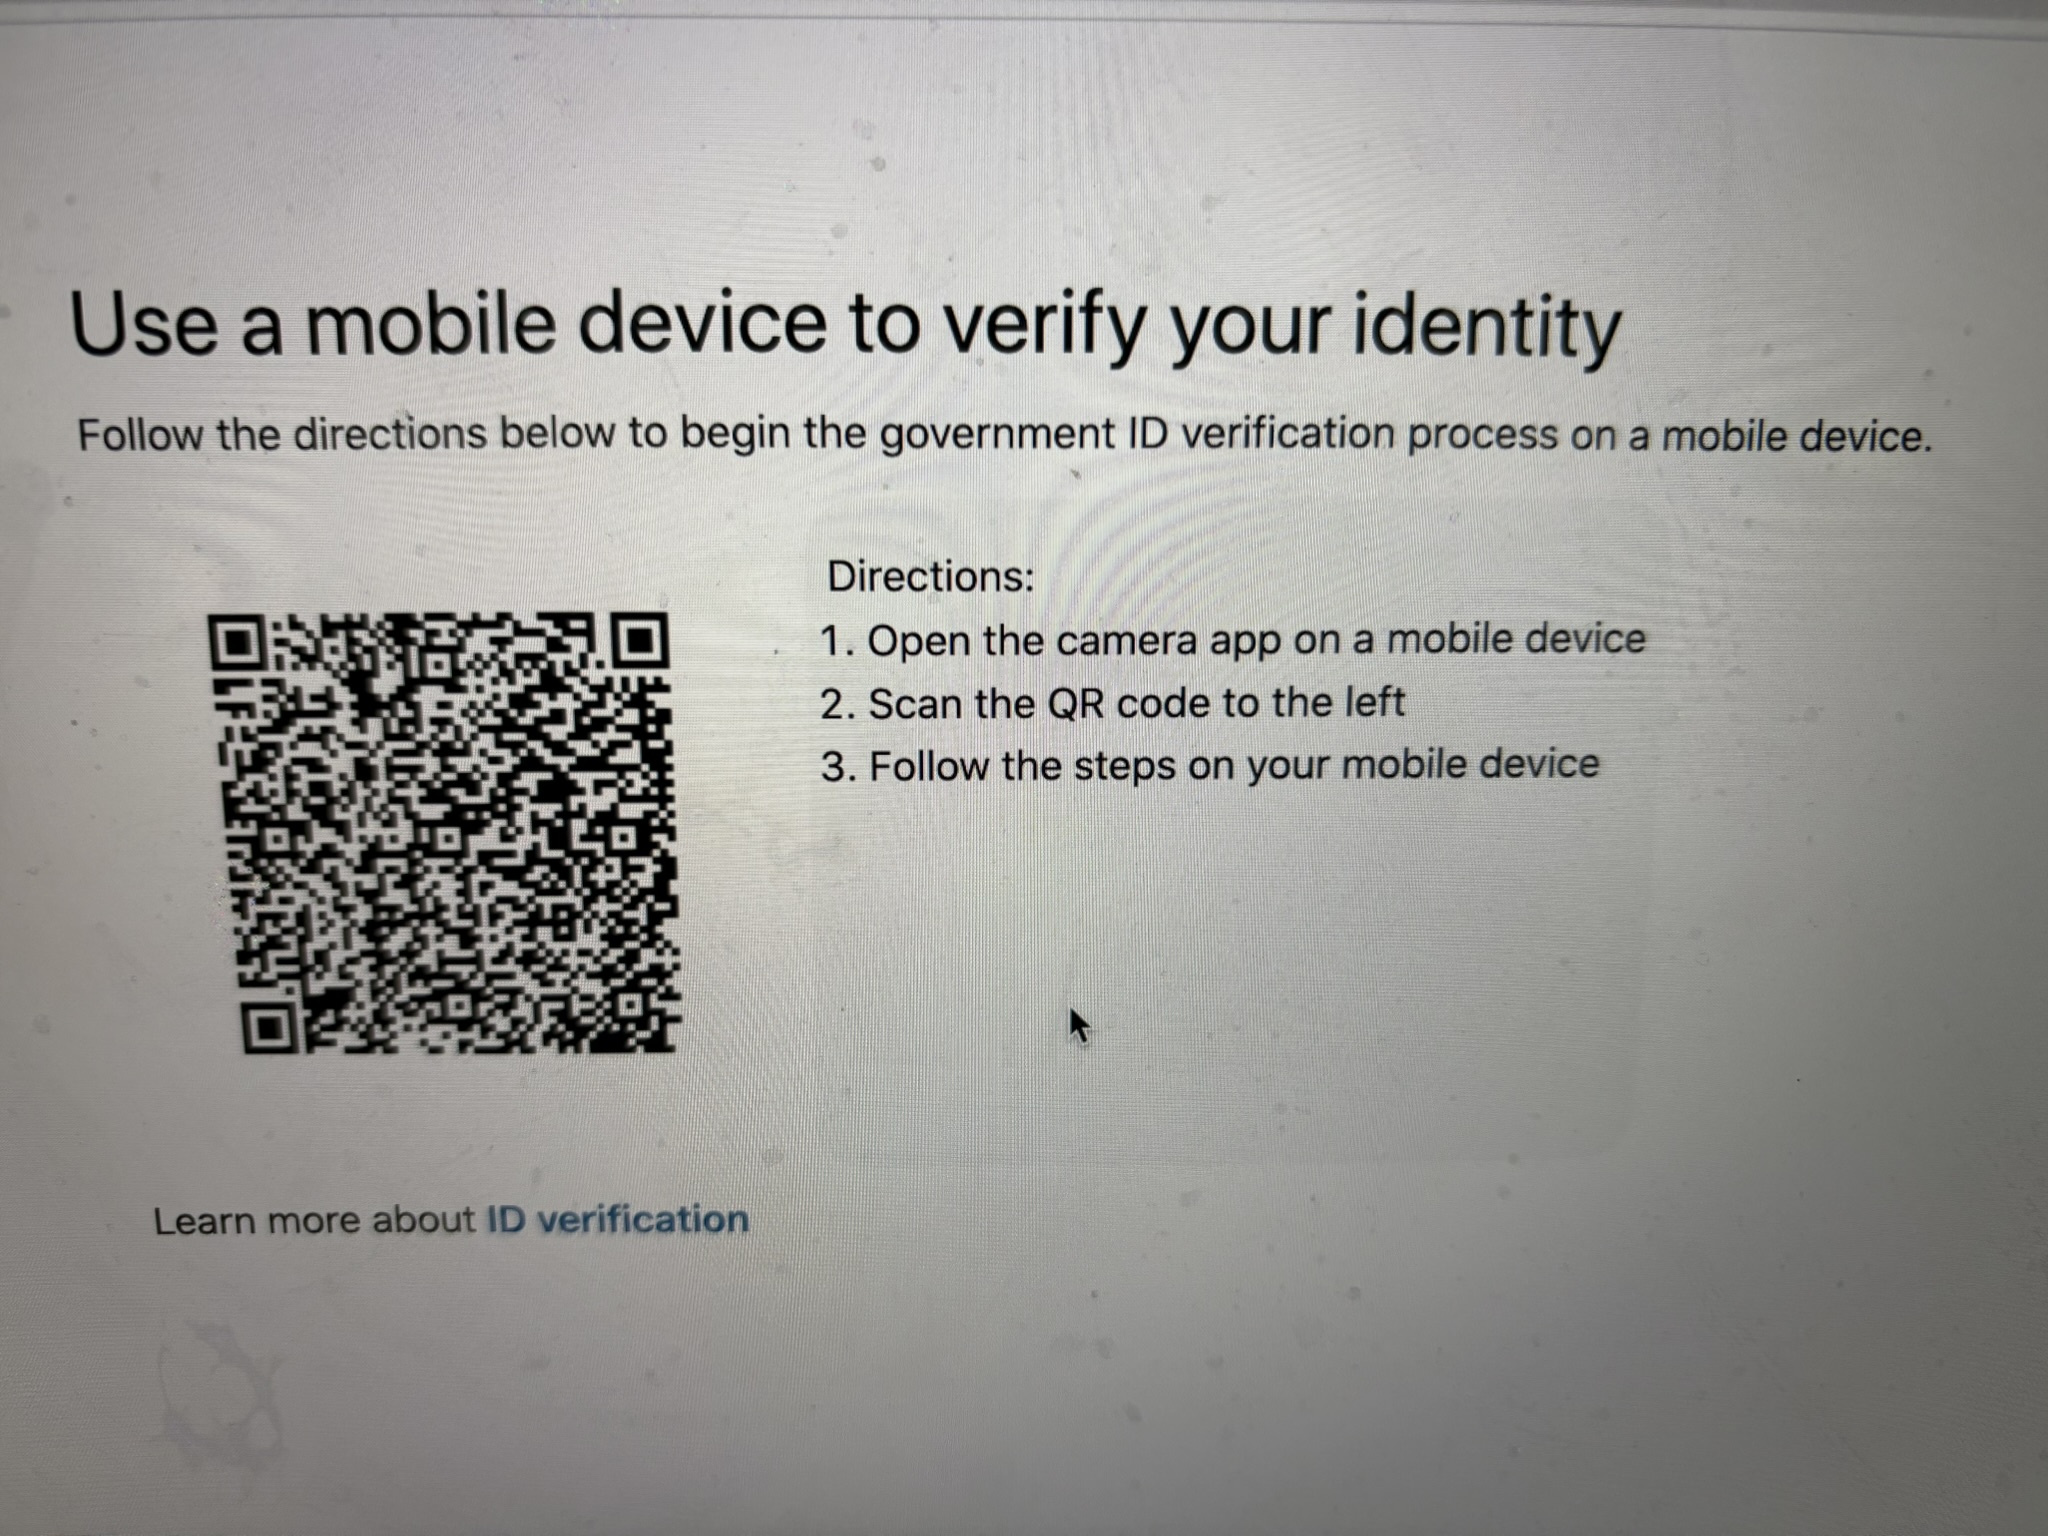 Use a mobile device to verify your identity
Follow the directions below to begin the government ID verification process on a mobile device.
Directions:
1. Open the camera app on a mobile device
2. Scan the QR code to the left
3. Follow the steps on your mobile device
Learn more about ID verification